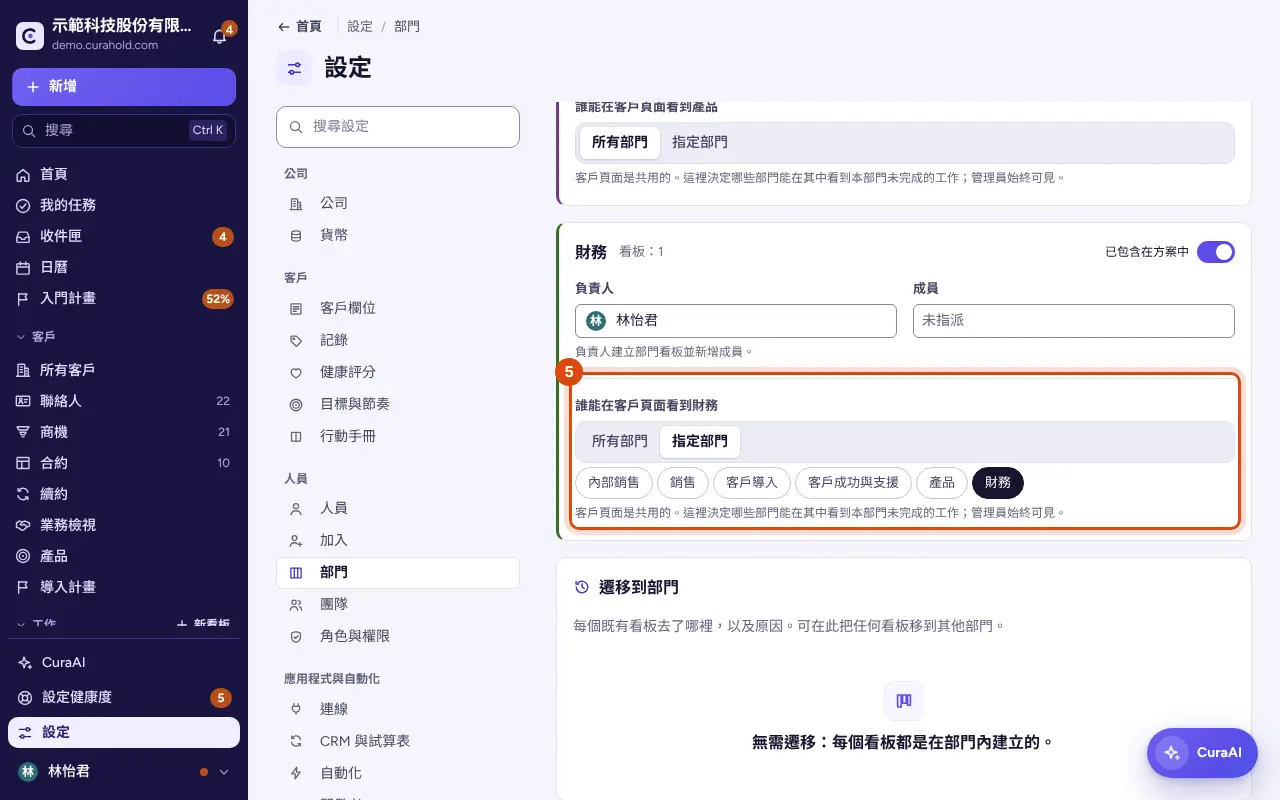 示範科技股份有限...
demo.curahold.com
4
新增
搜尋
Ctrl K
首頁
我的任務
收件匣
4
日曆
入門計畫
52%
客戶
所有客戶
聯絡人
22
商機
21
合約
10
續約
業務檢視
產品
導入計畫
工作
新看板
CuraAI
設定健康度
5
設定
林
林怡君
首頁
設定 / 部門
設定
搜尋設定
公司
公司
貨幣
客戶
客戶欄位
記錄
健康評分
目標與節奏
行動手冊
人員
人員
加入
部門
團隊
角色與權限
應用程式與自動化
連線
CRM 與試算表
自動化
誰能在客戶頁面看到產品
所有部門
指定部門
客戶頁面是共用的。這裡決定哪些部門能在其中看到本部門未完成的工作；管理員始終可見。
財務
看板：1
已包含在方案中
負責人
成員
林
林怡君
未指派
負責人建立部門看板並新增成員。
5
誰能在客戶頁面看到財務
所有部門
指定部門
內部銷售
銷售
客戶導入
客戶成功與支援
產品
財務
客戶頁面是共用的。這裡決定哪些部門能在其中看到本部門未完成的工作；管理員始終可見。
遷移到部門
每個既有看板去了哪裡，以及原因。可在此把任何看板移到其他部門。
無需遷移：每個看板都是在部門內建立的。
CuraAI